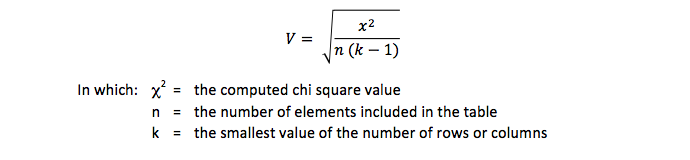 V = √ x² / n (k − 1)
In which: χ² = the computed chi square value
n = the number of elements included in the table
k = the smallest value of the number of rows or columns